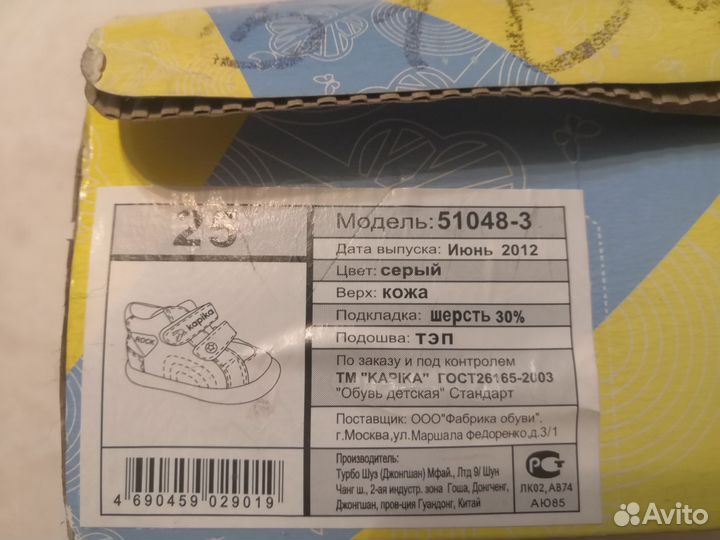 25
Модель: 51048-3
Дата выпуска: Июнь 2012
Цвет: серый
Верх: кожа
Подкладка: шерсть 30%
Подошва: ТЭП
По заказу и под контролем
ТМ "KAPIKA" ГОСТ26165-2003
"Обувь детская" Стандарт
Поставщик: ООО"Фабрика обуви".
г.Москва,ул.Маршала Федоренко,д.3/1
kapika
ROCK
4 690459 029019
Производитель:
Турбо Шуз (Джонгшан) Мфай., Лтд 9/ Шун
Чанг ш., 2-ая индустр. зона Гоша, Донгченг,
Джонгшан, пров-ция Гуандонг, Китай
РСТ
ЛК02, АВ74
АЮ85
Avito